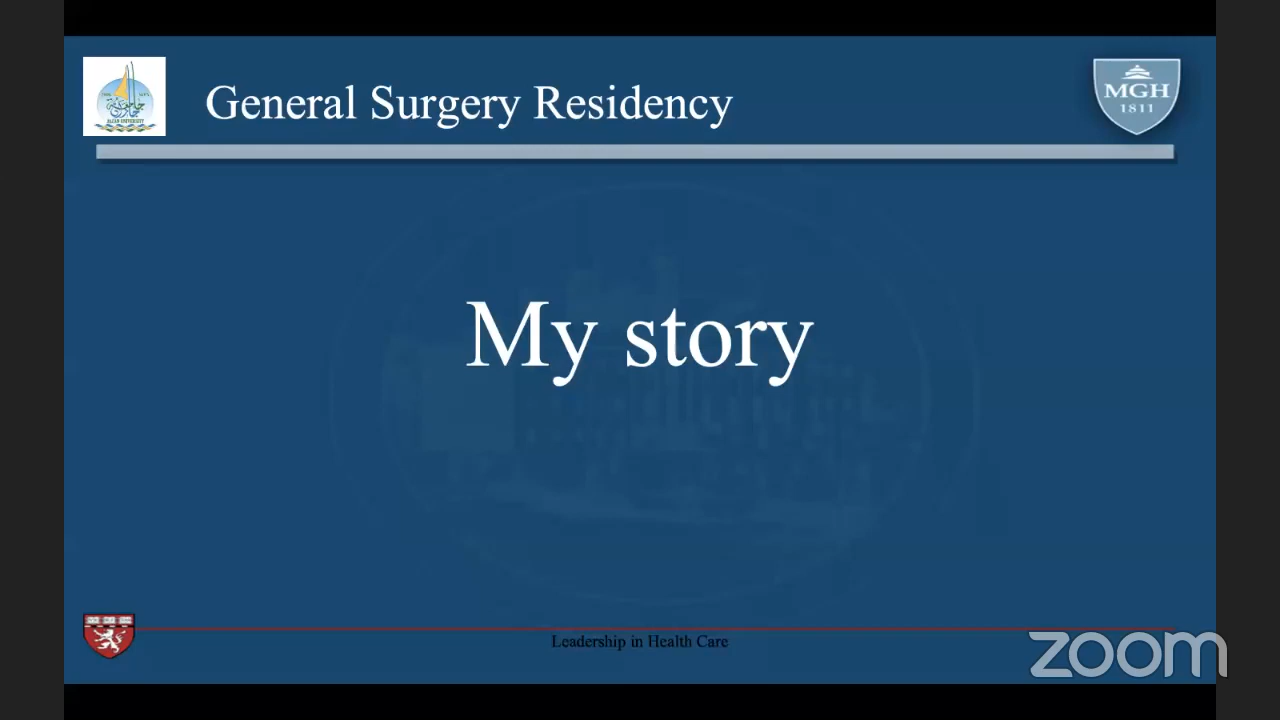 General Surgery Residency
MGH
1811
My story
Leadership in Health Care
zoom